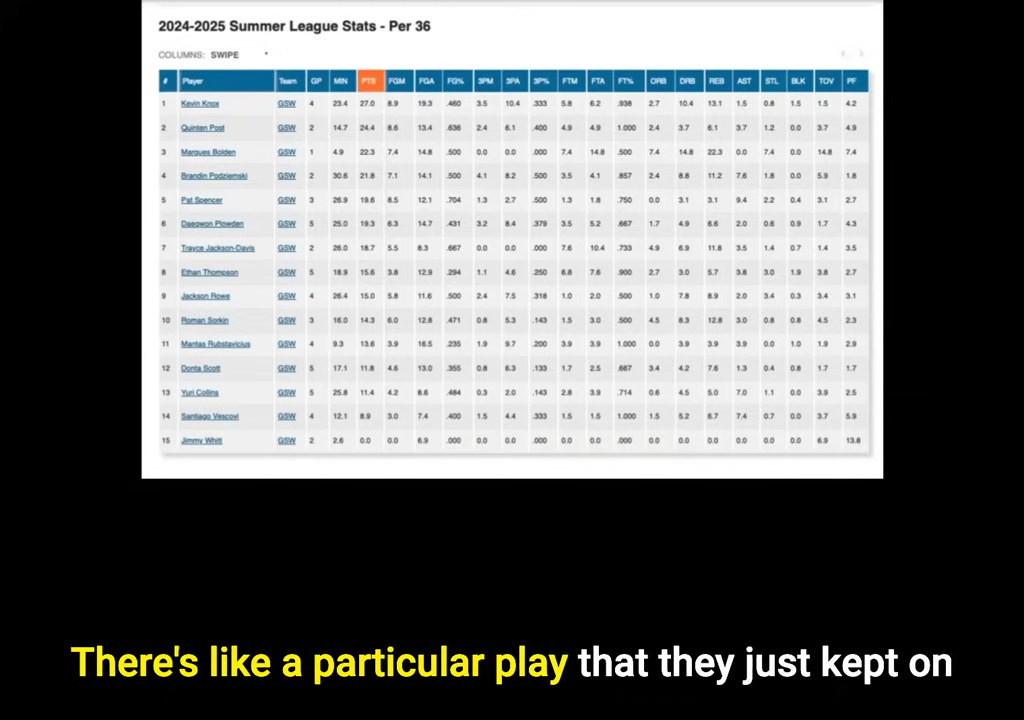 2024-2025 Summer League Stats - Per 36
COLUMNS: SWIPE
# Player Team GP MIN PTS FGM FGA FG% 3PM 3PA 3P% FTM FTA FT% ORB DRB REB AST STL BLK TOV PF
1 Kevin Knox GSW 4 23.4 27.0 8.9 19.3 .460 3.5 10.4 .333 5.8 6.2 .938 2.7 10.4 13.1 1.5 0.8 1.5 1.5 4.2
2 Quinten Post GSW 2 14.7 24.4 8.6 13.4 .636 2.4 6.1 .400 4.9 4.9 1.000 2.4 3.7 6.1 3.7 1.2 0.0 3.7 4.9
3 Marques Bolden GSW 1 4.9 22.3 7.4 14.8 .500 0.0 0.0 .000 7.4 14.8 .500 7.4 14.8 22.3 0.0 7.4 0.0 14.8 7.4
4 Brandin Podziemski GSW 2 30.6 21.8 7.1 14.1 .500 4.1 8.2 .500 3.5 4.1 .857 2.4 8.8 11.2 7.6 1.8 0.0 5.9 1.8
5 Pat Spencer GSW 3 26.9 19.6 8.5 12.1 .704 1.3 2.7 .500 1.3 1.8 .750 0.0 3.1 3.1 9.4 2.2 0.4 3.1 2.7
6 Daeqwon Plowden GSW 5 25.0 19.3 6.3 14.7 .431 3.2 8.4 .379 3.5 5.2 .667 1.7 4.9 6.6 2.0 0.6 0.9 1.7 4.3
7 Trayce Jackson-Davis GSW 2 26.0 18.7 5.5 8.3 .667 0.0 0.0 .000 7.6 10.4 .733 4.9 6.9 11.8 3.5 1.4 0.7 1.4 3.5
8 Ethan Thompson GSW 5 18.9 15.6 3.8 12.9 .294 1.1 4.6 .250 6.8 7.6 .900 2.7 3.0 5.7 3.8 3.0 1.9 3.8 2.7
9 Jackson Rowe GSW 4 26.4 15.0 5.8 11.6 .500 2.4 7.5 .318 1.0 2.0 .500 1.0 7.8 8.9 2.0 3.4 0.3 3.4 3.1
10 Roman Sorkin GSW 3 16.0 14.3 6.0 12.8 .471 0.8 5.3 .143 1.5 3.0 .500 4.5 8.3 12.8 3.0 0.8 0.8 4.5 2.3
11 Mantas Rubstavicius GSW 4 9.3 13.6 3.9 16.5 .235 1.9 9.7 .200 3.9 3.9 1.000 0.0 3.9 3.9 3.9 0.0 1.0 1.9 2.9
12 Donta Scott GSW 5 17.1 11.8 4.6 13.0 .355 0.8 6.3 .133 1.7 2.5 .667 3.4 4.2 7.6 1.3 0.4 0.8 1.7 1.7
13 Yuri Collins GSW 5 25.8 11.4 4.2 8.6 .484 0.3 2.0 .143 2.8 3.9 .714 0.6 4.5 5.0 7.0 1.1 0.0 3.9 2.5
14 Santiago Vescovi GSW 4 12.1 8.9 3.0 7.4 .400 1.5 4.4 .333 1.5 1.5 1.000 1.5 5.2 6.7 7.4 0.7 0.0 3.7 5.9
15 Jimmy Whitt GSW 2 2.6 0.0 0.0 6.9 .000 0.0 0.0 .000 0.0 0.0 .000 0.0 0.0 0.0 0.0 0.0 0.0 6.9 13.8
There's like a particular play that they just kept on